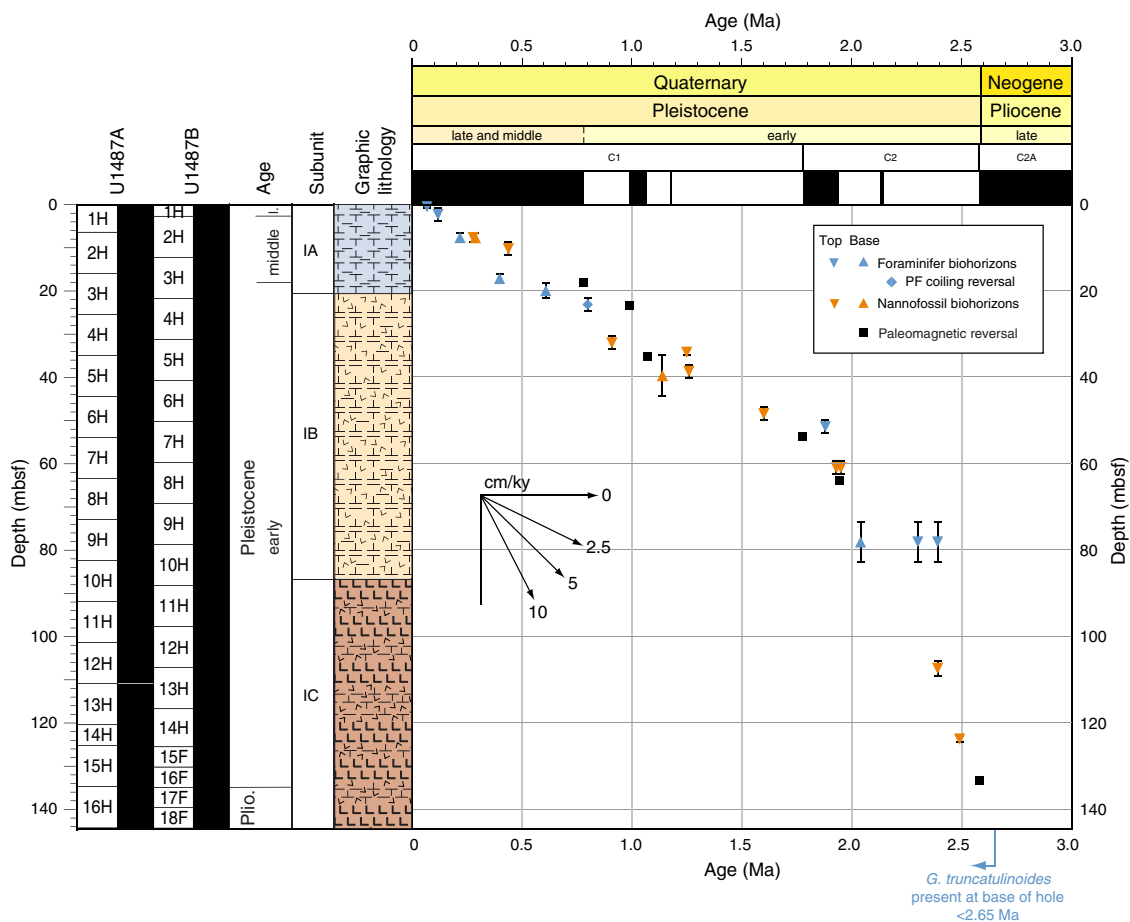 Age (Ma)
0 0.5 1.0 1.5 2.0 2.5 3.0
Quaternary Neogene
Pleistocene Pliocene
late and middle early late
C1 C2 C2A
U1487A U1487B Age Subunit Graphic lithology
Depth (mbsf)
0
20
40
60
80
100
120
140
1H
2H
3H
4H
5H
6H
7H
8H
9H
10H
11H
12H
13H
14H
15H
16H
1H
2H
3H
4H
5H
6H
7H
8H
9H
10H
11H
12H
13H
14H
15F
16F
17F
18F
l.
middle
Pleistocene
early
Plio.
IA
IB
IC
Top Base
Foraminifer biohorizons
PF coiling reversal
Nannofossil biohorizons
Paleomagnetic reversal
cm/ky
0
2.5
5
10
0
20
40
60
80
100
120
140
Depth (mbsf)
0 0.5 1.0 1.5 2.0 2.5 3.0
Age (Ma)
G. truncatulinoides
present at base of hole
<2.65 Ma